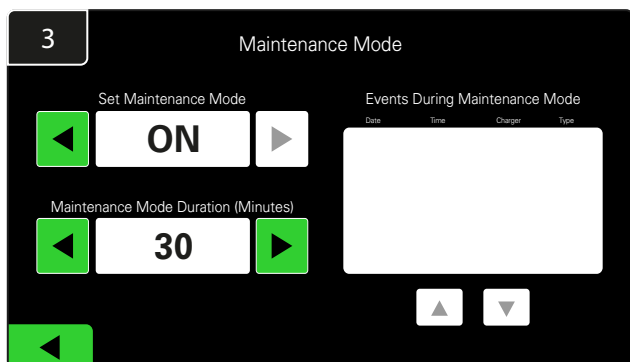 3
Maintenance Mode
Set Maintenance Mode
ON
Maintenance Mode Duration (Minutes)
30
Events During Maintenance Mode
Date Time Charger Type